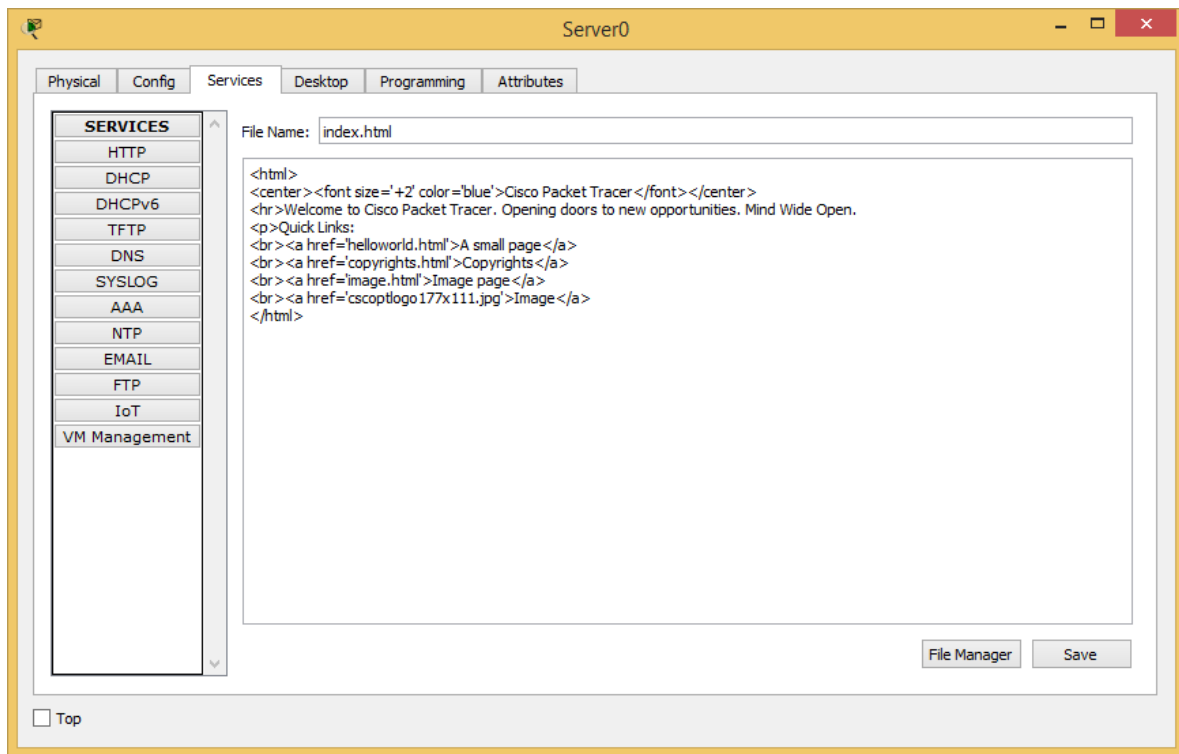 Server0
Physical Config Services Desktop Programming Attributes
SERVICES
HTTP
DHCP
DHCPv6
TFTP
DNS
SYSLOG
AAA
NTP
EMAIL
FTP
IoT
VM Management
File Name: index.html
<html>
<center><font size='+2' color='blue'>Cisco Packet Tracer</font></center>
<hr>Welcome to Cisco Packet Tracer. Opening doors to new opportunities. Mind Wide Open.
<p>Quick Links:
<br><a href='helloworld.html'>A small page</a>
<br><a href='copyrights.html'>Copyrights</a>
<br><a href='image.html'>Image page</a>
<br><a href='cscoptlogo177x111.jpg'>Image</a>
</html>
File Manager Save
Top